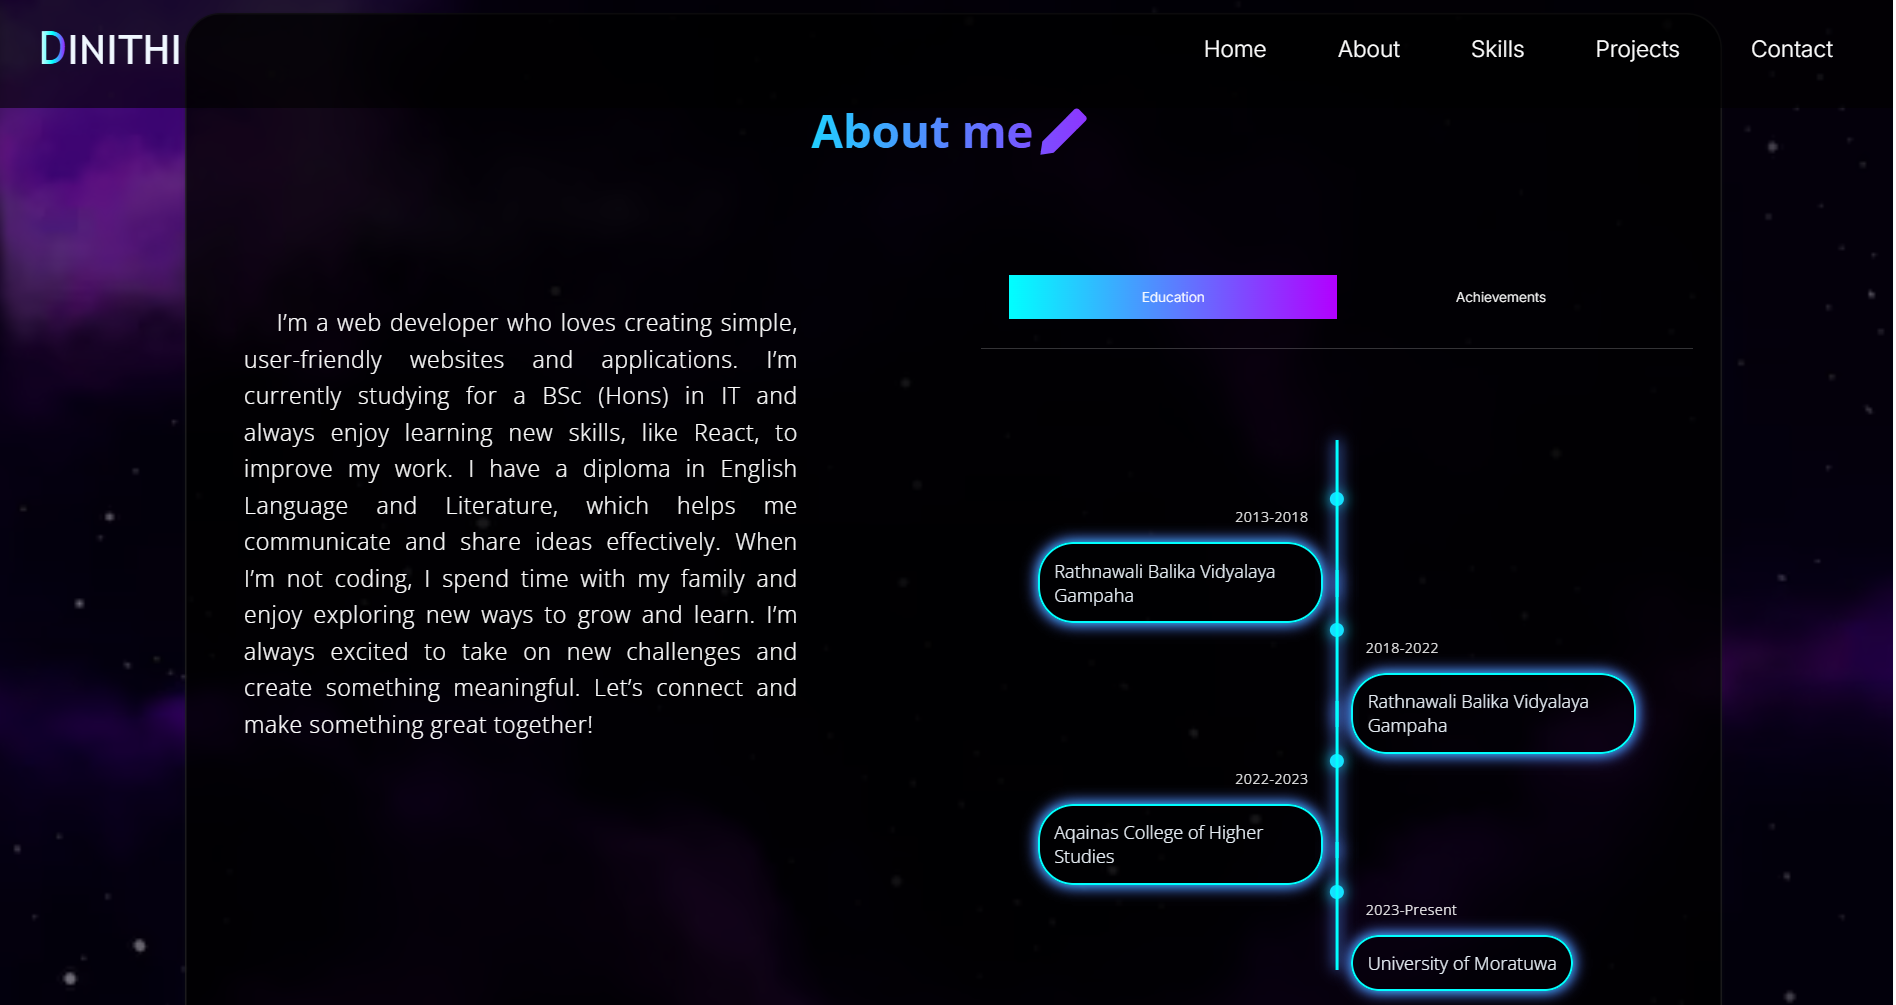 DINITHI
Home
About
Skills
Projects
Contact
About me
I’m a web developer who loves creating simple,
user-friendly websites and applications. I’m
currently studying for a BSc (Hons) in IT and
always enjoy learning new skills, like React, to
improve my work. I have a diploma in English
Language and Literature, which helps me
communicate and share ideas effectively. When
I’m not coding, I spend time with my family and
enjoy exploring new ways to grow and learn. I’m
always excited to take on new challenges and
create something meaningful. Let’s connect and
make something great together!
Education
Achievements
2013-2018
Rathnawali Balika Vidyalaya
Gampaha
2018-2022
Rathnawali Balika Vidyalaya
Gampaha
2022-2023
Aqainas College of Higher
Studies
2023-Present
University of Moratuwa